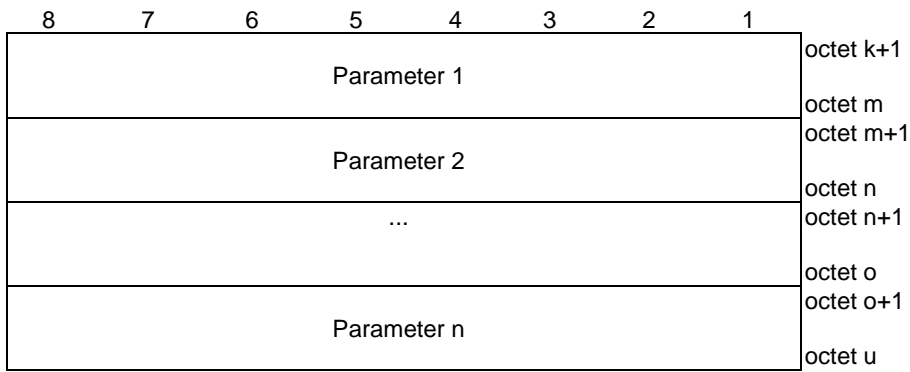 8 7 6 5 4 3 2 1
octet k+1
Parameter 1
octet m
octet m+1
Parameter 2
octet n
... octet n+1
octet o
octet o+1
Parameter n
octet u